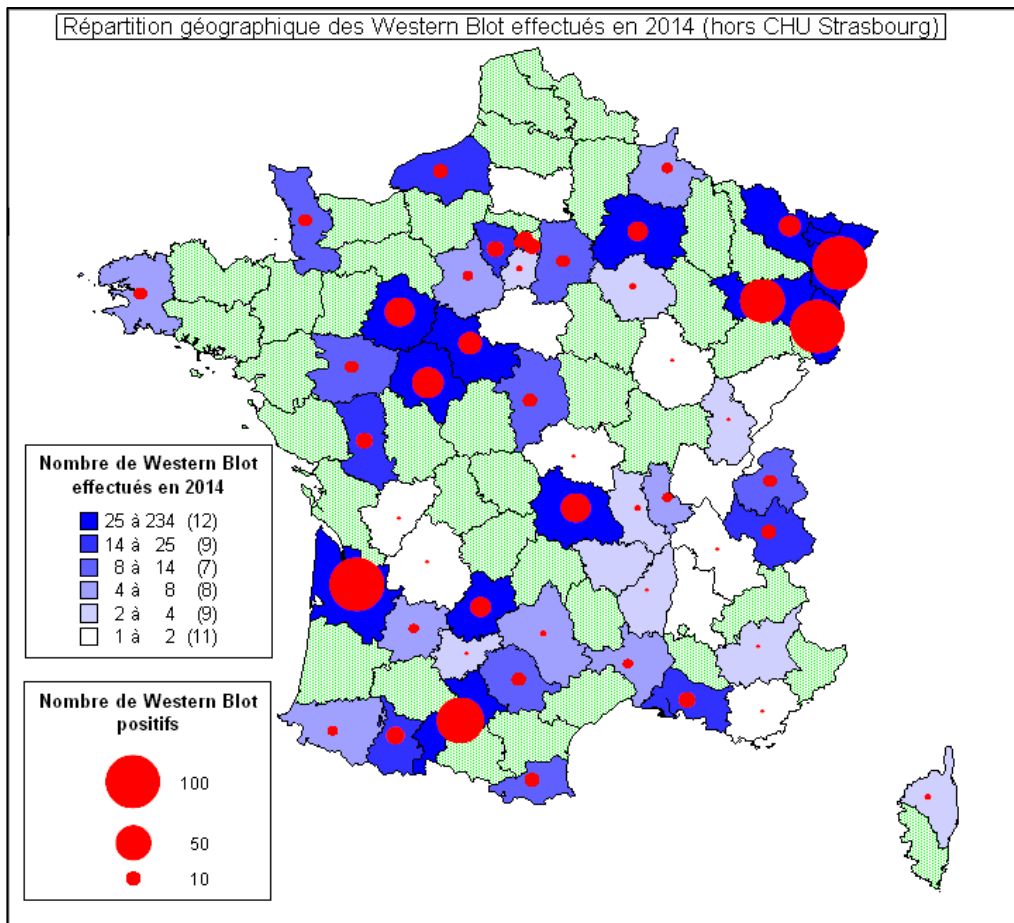 Répartition géographique des Western Blot effectués en 2014 (hors CHU Strasbourg)
Nombre de Western Blot
effectués en 2014
25 à 234 (12)
14 à 25 (9)
8 à 14 (7)
4 à 8 (8)
2 à 4 (9)
1 à 2 (11)
Nombre de Western Blot
positifs
100
50
10